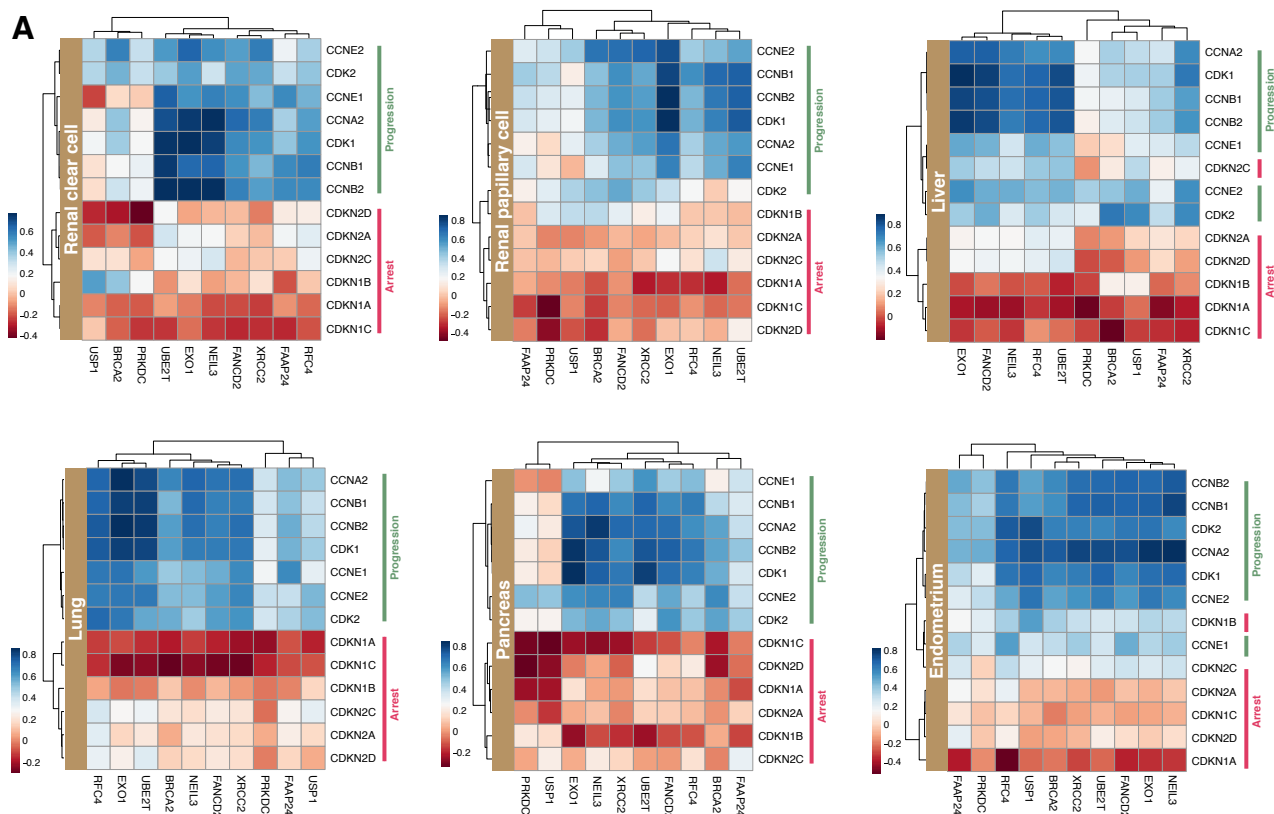 A
Renal clear cell
CCNE2
CDK2
CCNE1
CCNA2
CDK1
CCNB1
CCNB2
CDKN2D
CDKN2A
CDKN2C
CDKN1B
CDKN1A
CDKN1C
Progression
Arrest
0.6
0.4
0.2
0
−0.2
−0.4
USP1
BRCA2
PRKDC
UBE2T
EXO1
NEIL3
FANCD2
XRCC2
FAAP24
RFC4
Renal papillary cell
CCNE2
CCNB1
CCNB2
CDK1
CCNA2
CCNE1
CDK2
CDKN1B
CDKN2A
CDKN2C
CDKN1A
CDKN1C
CDKN2D
Progression
Arrest
0.8
0.6
0.4
0.2
0
−0.2
−0.4
FAAP24
PRKDC
USP1
BRCA2
FANCD2
XRCC2
EXO1
RFC4
NEIL3
UBE2T
Liver
CCNA2
CDK1
CCNB1
CCNB2
CCNE1
CDKN2C
CCNE2
CDK2
CDKN2A
CDKN2D
CDKN1B
CDKN1A
CDKN1C
Progression
Arrest
0.8
0.6
0.4
0.2
0
EXO1
FANCD2
NEIL3
RFC4
UBE2T
PRKDC
BRCA2
USP1
FAAP24
XRCC2
Lung
CCNA2
CCNB1
CCNB2
CDK1
CCNE1
CCNE2
CDK2
CDKN1A
CDKN1C
CDKN1B
CDKN2C
CDKN2A
CDKN2D
Progression
Arrest
0.8
0.6
0.4
0.2
0
−0.2
RFC4
EXO1
UBE2T
BRCA2
NEIL3
FANCD2
XRCC2
PRKDC
FAAP24
USP1
Pancreas
CCNE1
CCNB1
CCNA2
CCNB2
CDK1
CCNE2
CDK2
CDKN1C
CDKN2D
CDKN1A
CDKN2A
CDKN1B
CDKN2C
Progression
Arrest
0.8
0.6
0.4
0.2
0
−0.2
PRKDC
USP1
EXO1
NEIL3
XRCC2
UBE2T
FANCD2
RFC4
BRCA2
FAAP24
Endometrium
CCNB2
CCNB1
CDK2
CCNA2
CDK1
CCNE2
CDKN1B
CCNE1
CDKN2C
CDKN2A
CDKN1C
CDKN2D
CDKN1A
Progression
Arrest
0.8
0.6
0.4
0.2
0
−0.2
−0.4
FAAP24
PRKDC
RFC4
USP1
BRCA2
XRCC2
UBE2T
FANCD2
EXO1
NEIL3